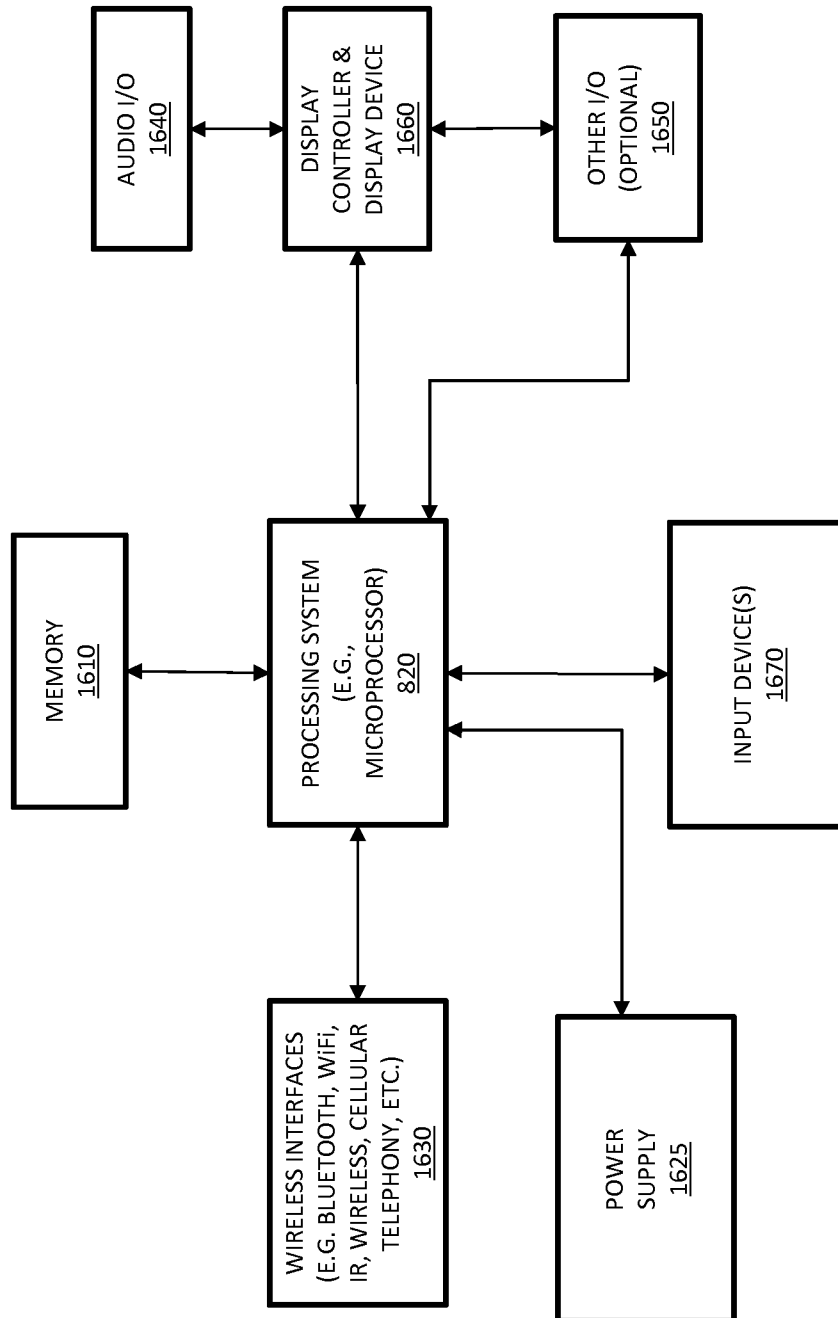 MEMORY
1610
AUDIO I/O
1640
WIRELESS INTERFACES
(E.G. BLUETOOTH, WiFi,
IR, WIRELESS, CELLULAR
TELEPHONY, ETC.)
1630
PROCESSING SYSTEM
(E.G.,
MICROPROCESSOR)
820
DISPLAY
CONTROLLER &
DISPLAY DEVICE
1660
POWER
SUPPLY
1625
INPUT DEVICE(S)
1670
OTHER I/O
(OPTIONAL)
1650